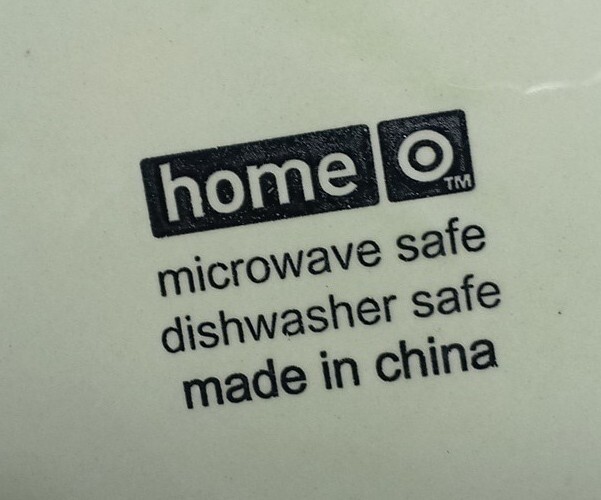 home TM
microwave safe
dishwasher safe
made in china